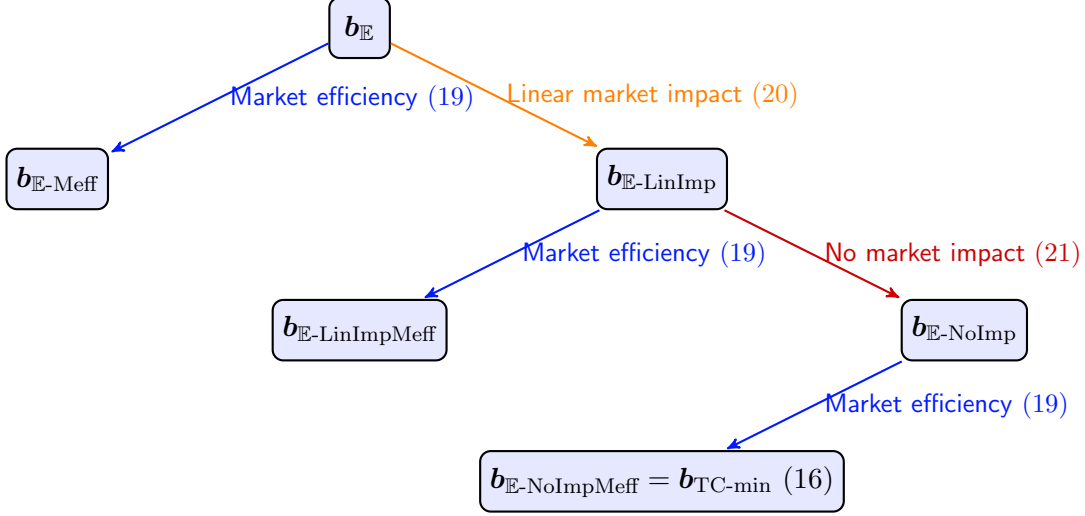 b_𝔼
Market efficiency (19)
Linear market impact (20)
b_𝔼-Meff
b_𝔼-LinImp
Market efficiency (19)
No market impact (21)
b_𝔼-LinImpMeff
b_𝔼-NoImp
Market efficiency (19)
b_𝔼-NoImpMeff = b_TC-min (16)